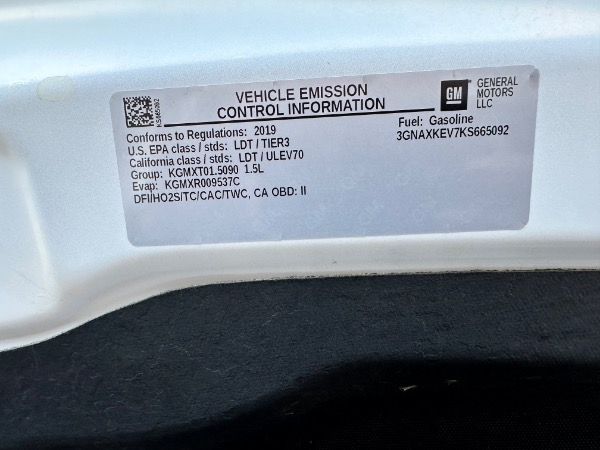 KS665092
VEHICLE EMISSION
CONTROL INFORMATION
GM
GENERAL
MOTORS
LLC
Conforms to Regulations: 2019
U.S. EPA class / stds: LDT / TIER3
California class / stds: LDT / ULEV70
Group: KGMXT01.5090 1.5L
Evap: KGMXR009537C
DFI/HO2S/TC/CAC/TWC, CA OBD: II
Fuel: Gasoline
3GNAXKEV7KS665092